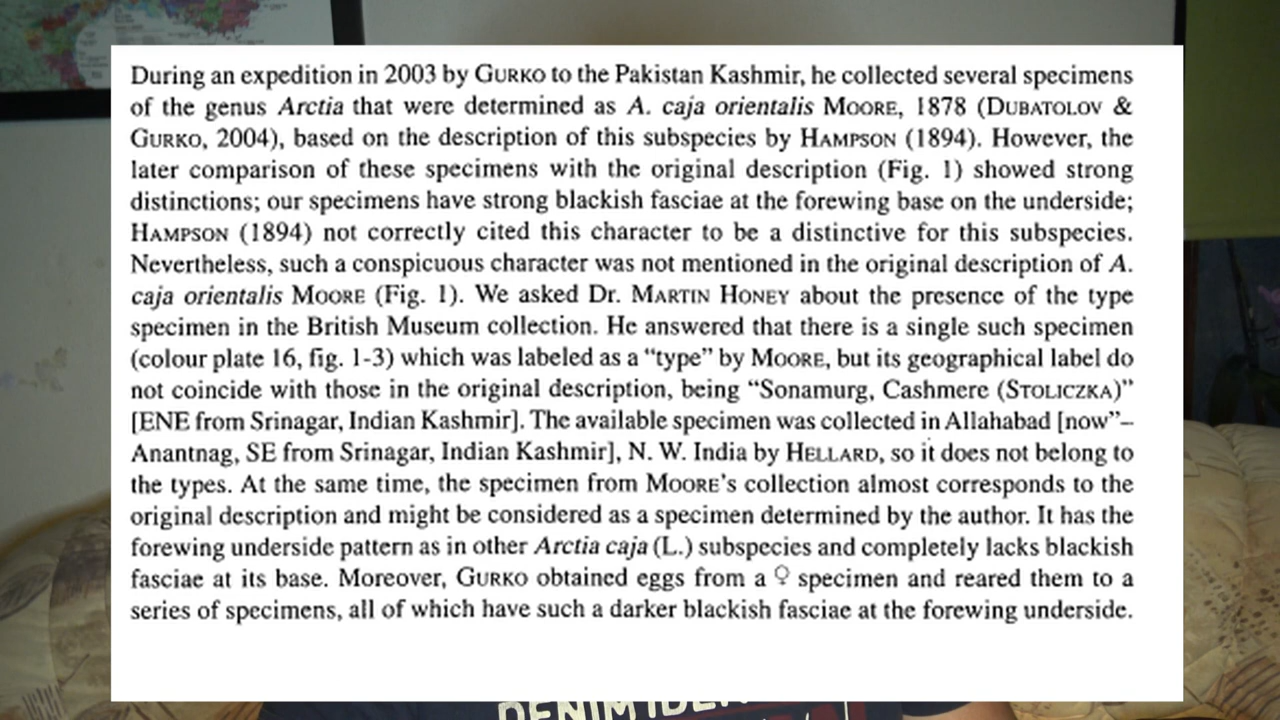 During an expedition in 2003 by GURKO to the Pakistan Kashmir, he collected several specimens
of the genus Arctia that were determined as A. caja orientalis MOORE, 1878 (DUBATOLOV &
GURKO, 2004), based on the description of this subspecies by HAMPSON (1894). However, the
later comparison of these specimens with the original description (Fig. 1) showed strong
distinctions; our specimens have strong blackish fasciae at the forewing base on the underside;
HAMPSON (1894) not correctly cited this character to be a distinctive for this subspecies.
Nevertheless, such a conspicuous character was not mentioned in the original description of A.
caja orientalis MOORE (Fig. 1). We asked Dr. MARTIN HONEY about the presence of the type
specimen in the British Museum collection. He answered that there is a single such specimen
(colour plate 16, fig. 1-3) which was labeled as a “type” by MOORE, but its geographical label do
not coincide with those in the original description, being “Sonamurg, Cashmere (STOLICZKA)”
[ENE from Srinagar, Indian Kashmir]. The available specimen was collected in Allahabad [now”–
Anantnag, SE from Srinagar, Indian Kashmir], N. W. India by HELLARD, so it does not belong to
the types. At the same time, the specimen from MOORE's collection almost corresponds to the
original description and might be considered as a specimen determined by the author. It has the
forewing underside pattern as in other Arctia caja (L.) subspecies and completely lacks blackish
fasciae at its base. Moreover, GURKO obtained eggs from a ♀ specimen and reared them to a
series of specimens, all of which have such a darker blackish fasciae at the forewing underside.
DENIM